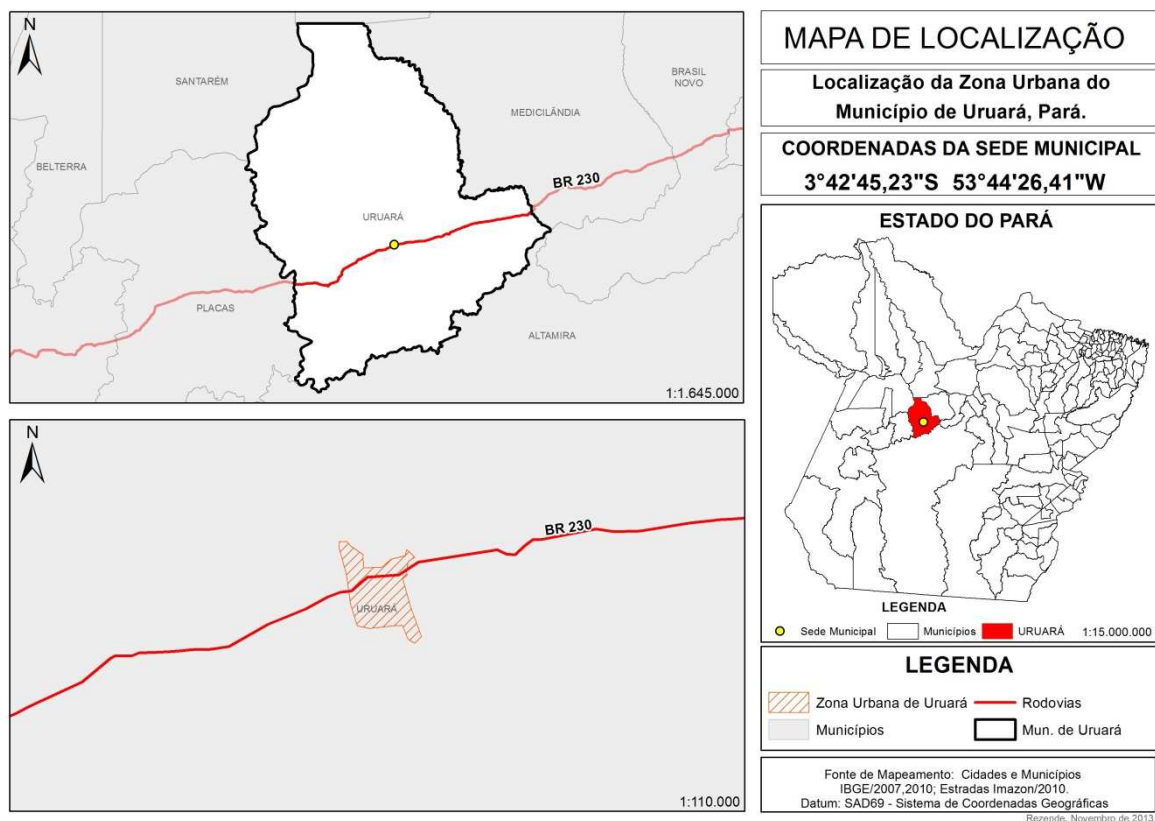 N
SANTARÉM
BRASIL
NOVO
MEDICILÂNDIA
BELTERRA
BR 230
URUARÁ
PLACAS
ALTAMIRA
1:1.645.000
N
BR 230
URUARÁ
1:110.000
MAPA DE LOCALIZAÇÃO
Localização da Zona Urbana do
Município de Uruará, Pará.
COORDENADAS DA SEDE MUNICIPAL
3°42'45,23"S 53°44'26,41"W
ESTADO DO PARÁ
LEGENDA
Sede Municipal Municípios URUARÁ 1:15.000.000
LEGENDA
Zona Urbana de Uruará Rodovias
Municípios Mun. de Uruará
Fonte de Mapeamento: Cidades e Municípios
IBGE/2007,2010; Estradas Imazon/2010.
Datum: SAD69 - Sistema de Coordenadas Geográficas
Rezende, Novembro de 2013